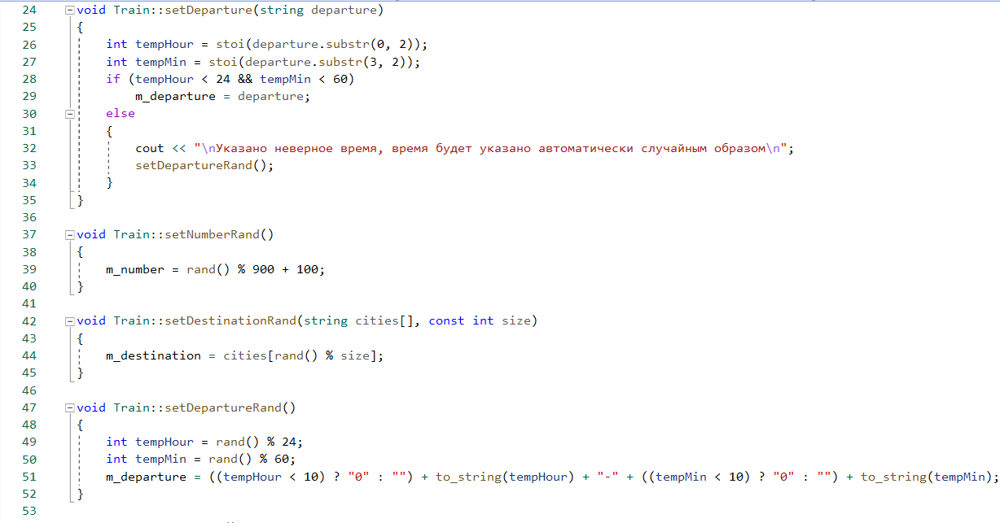 24 void Train::setDeparture(string departure)
25 {
26 int tempHour = stoi(departure.substr(0, 2));
27 int tempMin = stoi(departure.substr(3, 2));
28 if (tempHour < 24 && tempMin < 60)
29 m_departure = departure;
30 else
31 {
32 cout << "\nУказано неверное время, время будет указано автоматически случайным образом\n";
33 setDepartureRand();
34 }
35 }
36
37 void Train::setNumberRand()
38 {
39 m_number = rand() % 900 + 100;
40 }
41
42 void Train::setDestinationRand(string cities[], const int size)
43 {
44 m_destination = cities[rand() % size];
45 }
46
47 void Train::setDepartureRand()
48 {
49 int tempHour = rand() % 24;
50 int tempMin = rand() % 60;
51 m_departure = ((tempHour < 10) ? "0" : "") + to_string(tempHour) + "-" + ((tempMin < 10) ? "0" : "") + to_string(tempMin);
52 }
53